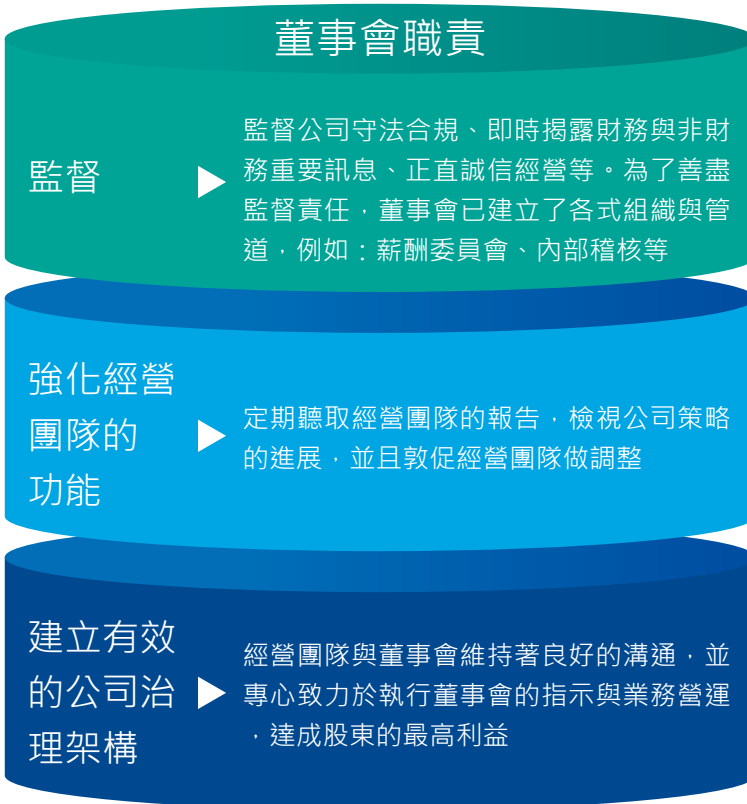 董事會職責
監督
監督公司守法合規、即時揭露財務與非財
務重要訊息、正直誠信經營等。為了善盡
監督責任，董事會已建立了各式組織與管
道，例如：薪酬委員會、內部稽核等
強化經營
團隊的
功能
定期聽取經營團隊的報告，檢視公司策略
的進展，並且敦促經營團隊做調整
建立有效
的公司治
理架構
經營團隊與董事會維持著良好的溝通，並
專心致力於執行董事會的指示與業務營運
，達成股東的最高利益